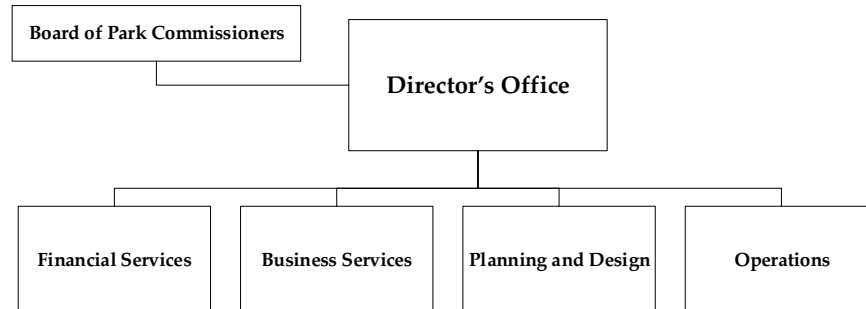 Board of Park Commissioners
Director’s Office
Financial Services
Business Services
Planning and Design
Operations